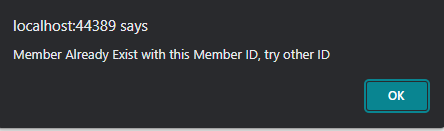 localhost:44389 says
Member Already Exist with this Member ID, try other ID
OK